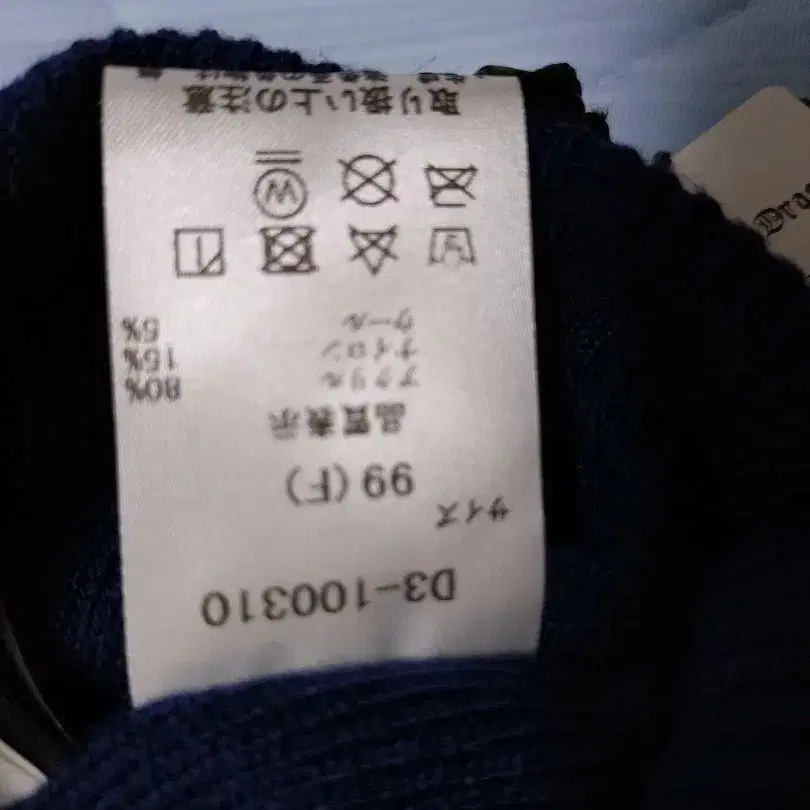 D3-100310
サイズ
99(F)
品質表示
アクリル 80%
ナイロン 15%
ウール 5%
W
取り扱い上の注意
Dra